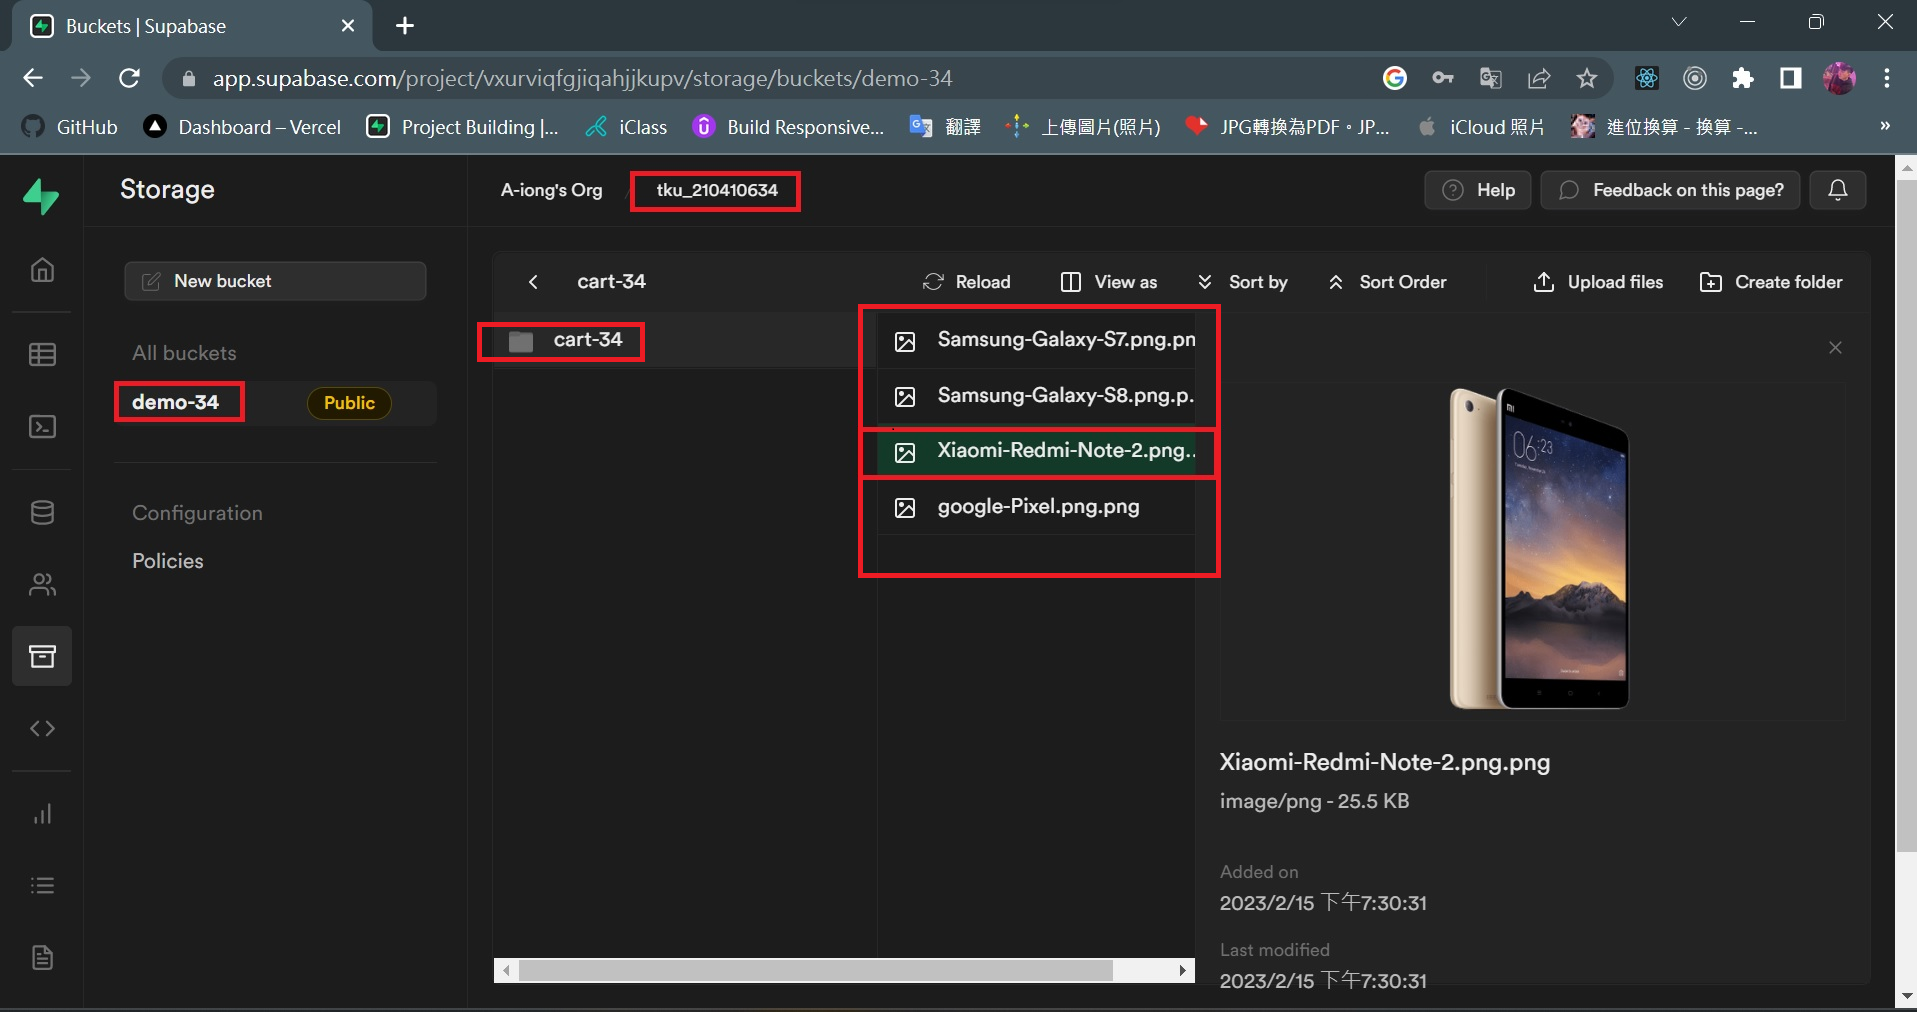 Buckets | Supabase
app.supabase.com/project/vxurviqfgjiqahjjkupv/storage/buckets/demo-34
GitHub Dashboard – Vercel Project Building |... iClass Build Responsive... 翻譯 上傳圖片(照片) JPG轉換為PDF。JP... iCloud 照片 進位換算 - 換算 -... »
Storage
A-iong's Org / tku_210410634
Help Feedback on this page?
New bucket
cart-34 Reload View as Sort by Sort Order Upload files Create folder
All buckets
demo-34 Public
Configuration
Policies
cart-34
Samsung-Galaxy-S7.png.pn
Samsung-Galaxy-S8.png.p.
Xiaomi-Redmi-Note-2.png..
google-Pixel.png.png
mi
06:23
Xiaomi-Redmi-Note-2.png.png
image/png - 25.5 KB
Added on
2023/2/15 下午7:30:31
Last modified
2023/2/15 下午7:30:31